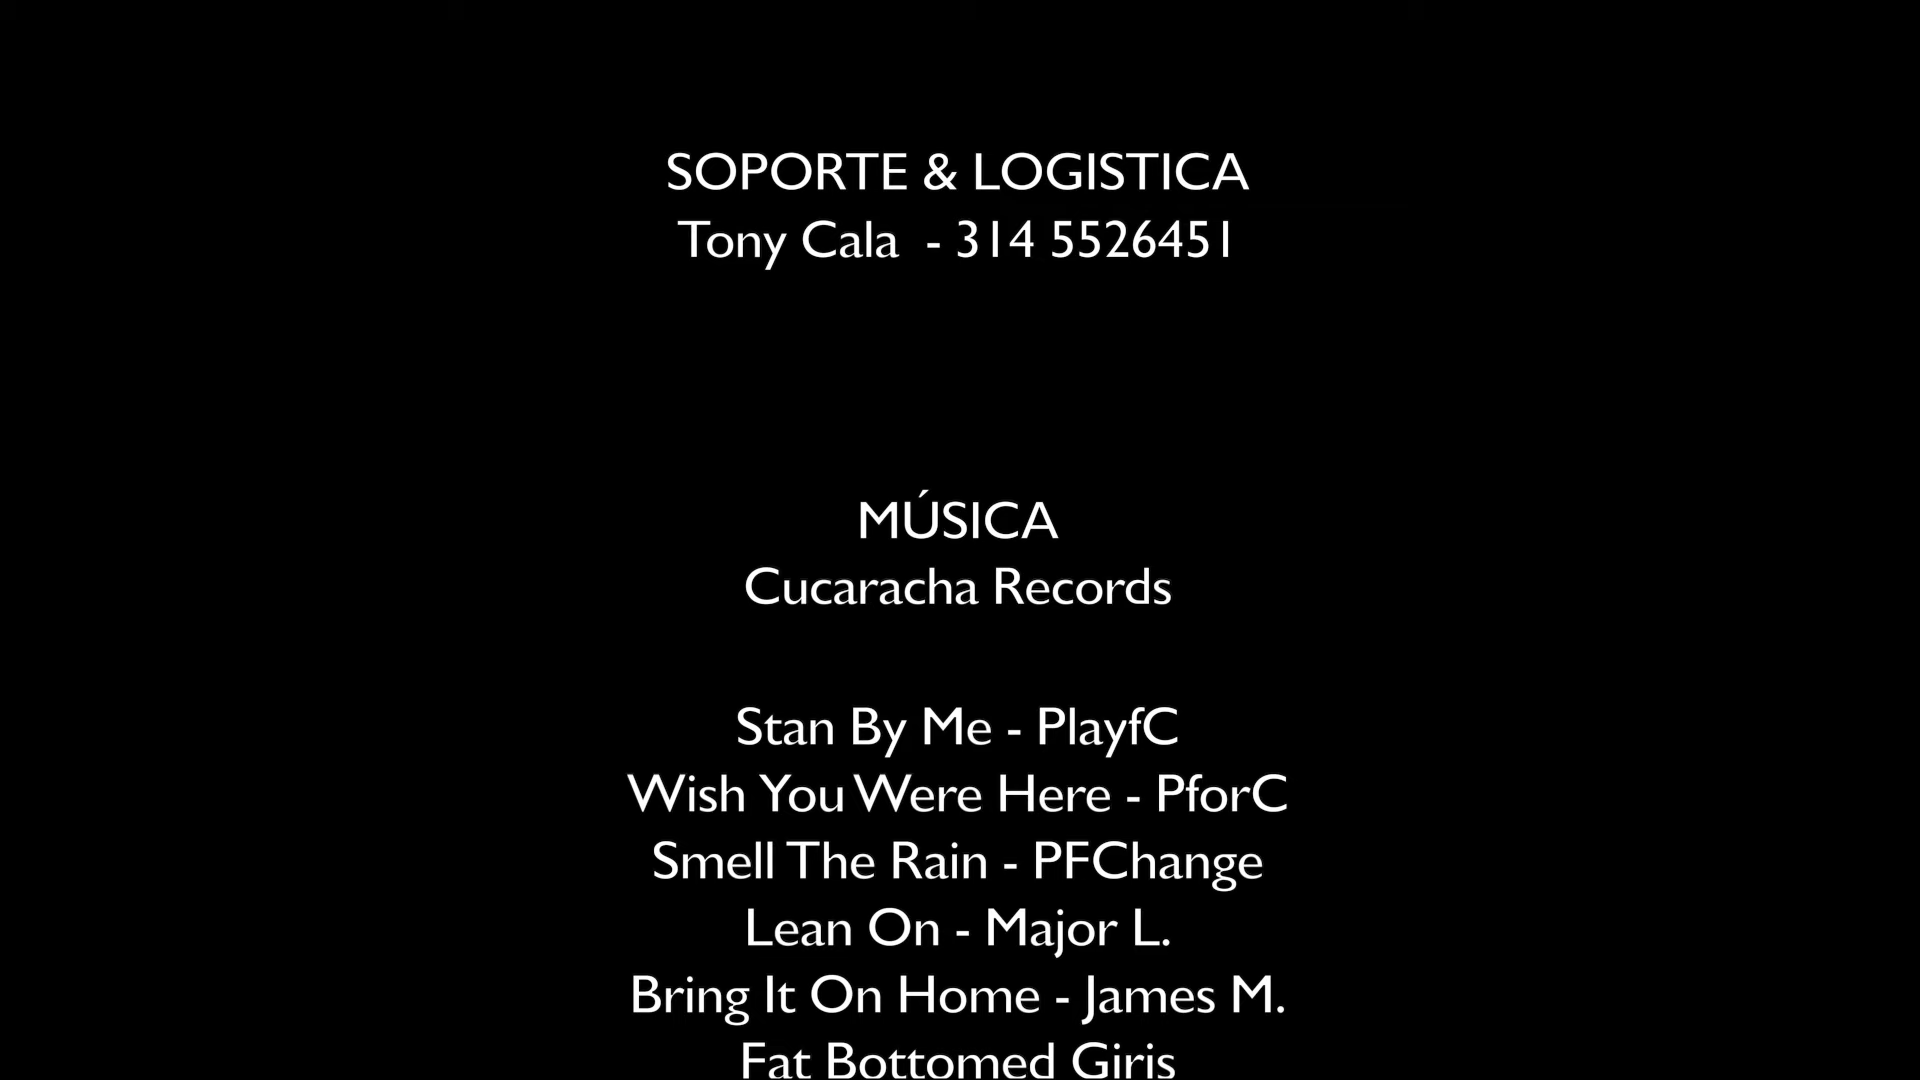 SOPORTE & LOGISTICA
Tony Cala - 314 5526451
MÚSICA
Cucaracha Records
Stan By Me - PlayfC
Wish You Were Here - PforC
Smell The Rain - PFChange
Lean On - Major L.
Bring It On Home - James M.
Fat Bottomed Giris